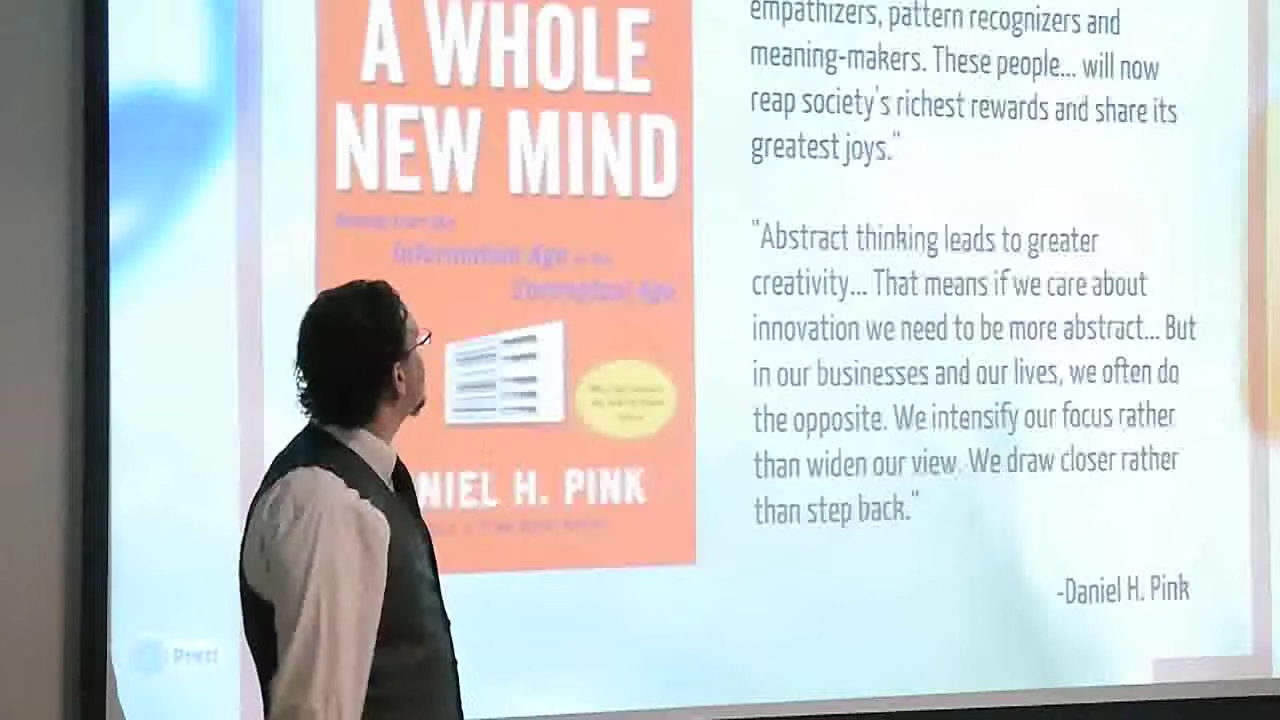 A WHOLE
NEW MIND
Information Age
Conceptual Age
NIEL H. PINK
empathizers, pattern recognizers and
meaning-makers. These people... will now
reap society's richest rewards and share its
greatest joys."
"Abstract thinking leads to greater
creativity... That means if we care about
innovation we need to be more abstract... But
in our businesses and our lives, we often do
the opposite. We intensify our focus rather
than widen our view. We draw closer rather
than step back."
-Daniel H. Pink
Prezi